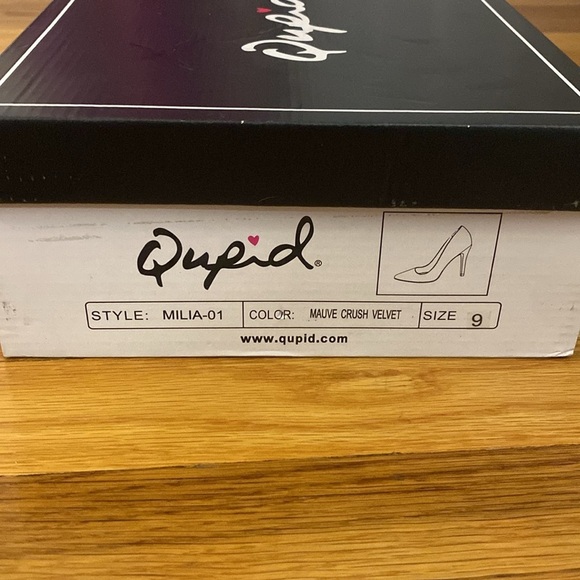 Qupid
Qupid®
STYLE: MILIA-01 COLOR: MAUVE CRUSH VELVET SIZE 9
www.qupid.com